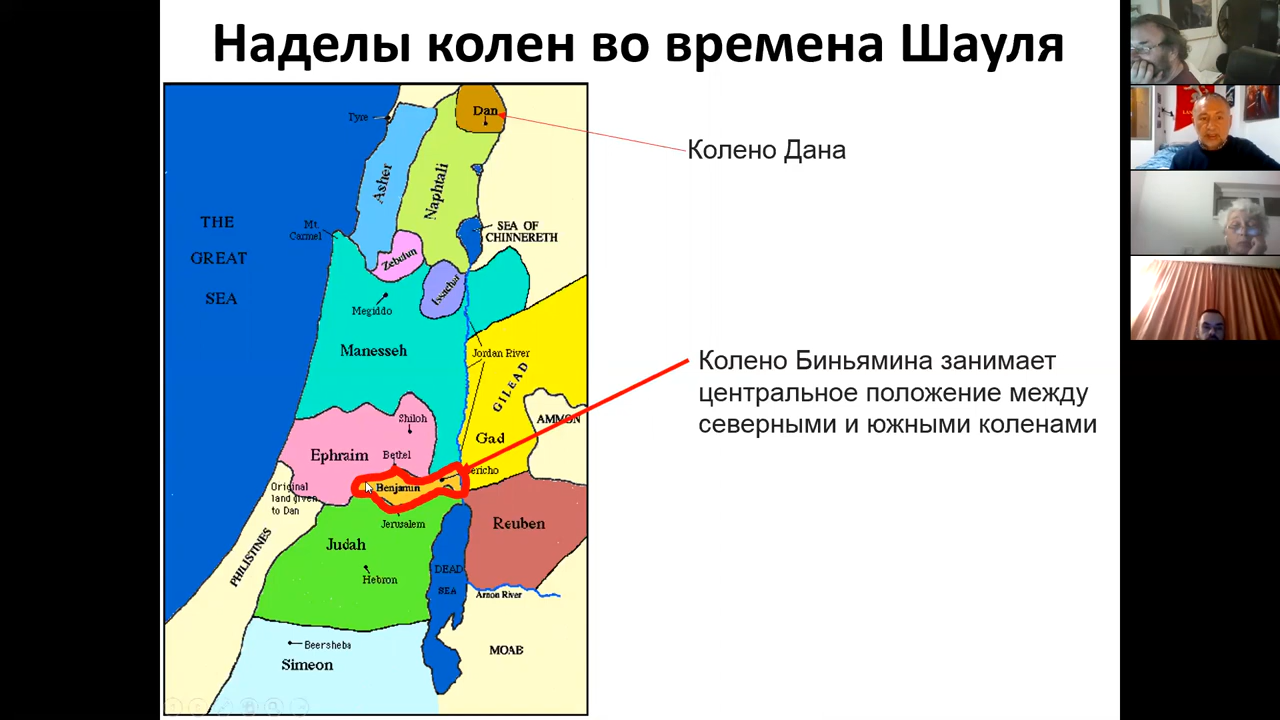 Наделы колен во времена Шауля
Dan
Tyre
Колено Дана
Asher
Naphtali
THE
GREAT
SEA
Mt.
Carmel
SEA OF
CHINNERETH
Zebulun
Issachar
Megiddo
Manesseh
Jordan River
Колено Биньямина занимает
центральное положение между
северными и южными коленами
GILEAD
Shiloh
AMMON
Gad
Ephraim
Bethel
Jericho
Benjamin
Original
land given
to Dan
Jerusalem
Reuben
Judah
PHILISTINES
Hebron
DEAD
SEA
Arnon River
Beersheba
Simeon
MOAB